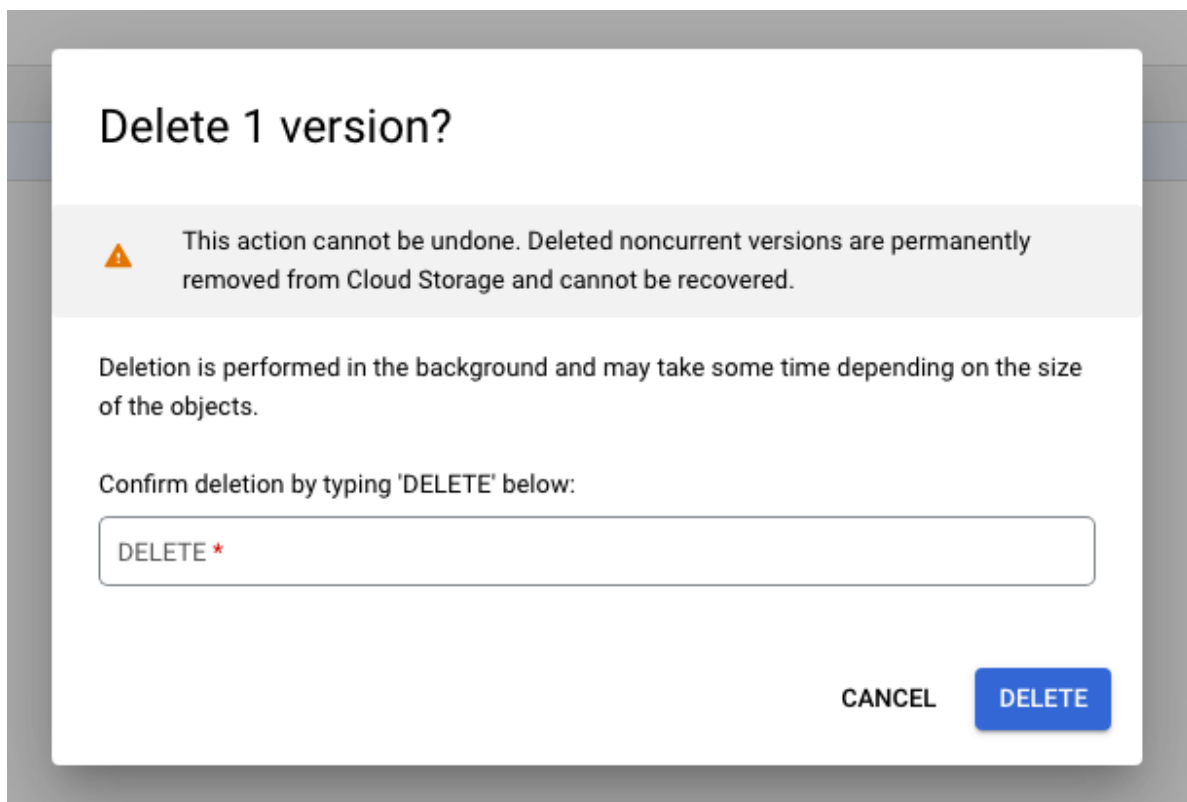 Delete 1 version?
This action cannot be undone. Deleted noncurrent versions are permanently
removed from Cloud Storage and cannot be recovered.
Deletion is performed in the background and may take some time depending on the size
of the objects.
Confirm deletion by typing 'DELETE' below:
DELETE *
CANCEL DELETE